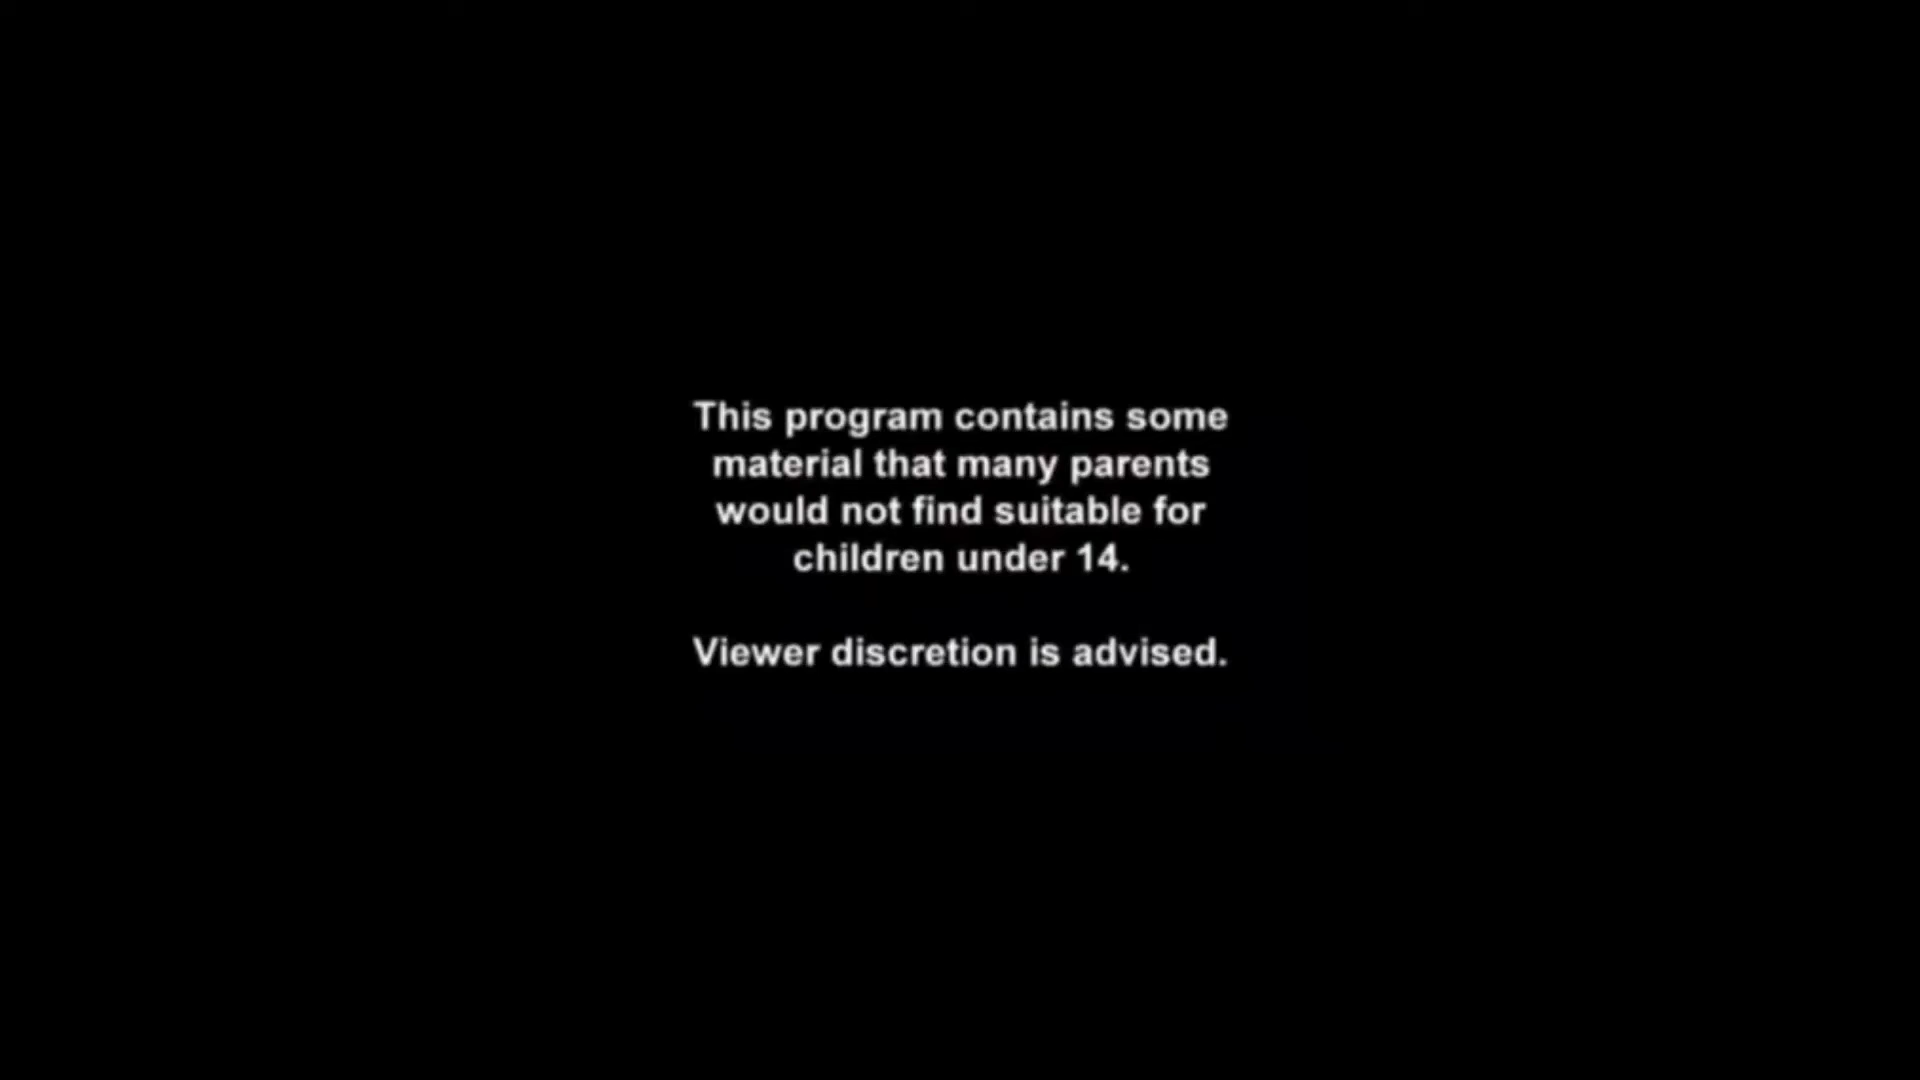 This program contains some
material that many parents
would not find suitable for
children under 14.
Viewer discretion is advised.